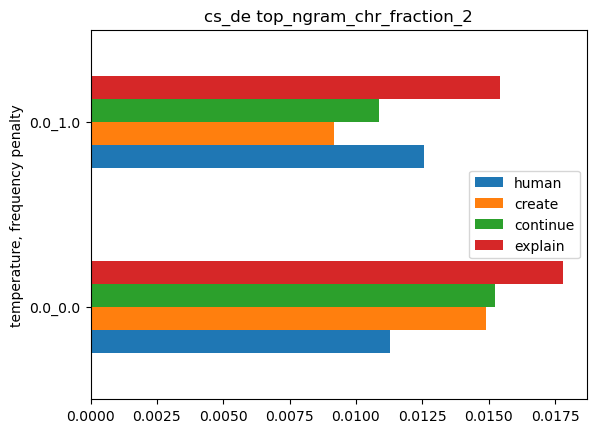 cs_de top_ngram_chr_fraction_2
temperature, frequency penalty
0.0_1.0
0.0_0.0
human
create
continue
explain
0.0000 0.0025 0.0050 0.0075 0.0100 0.0125 0.0150 0.0175